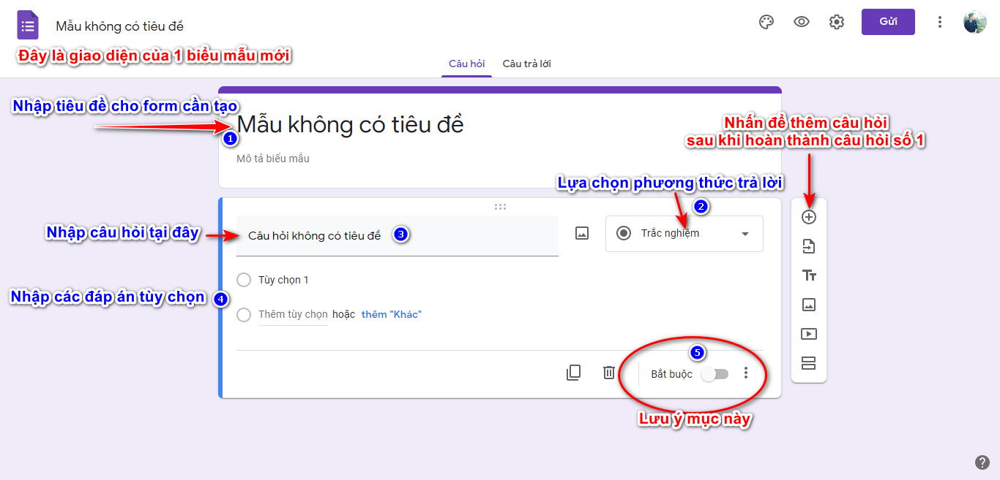 Mẫu không có tiêu đề
Gửi
Đây là giao diện của 1 biểu mẫu mới
Câu hỏi
Câu trả lời
Nhập tiêu đề cho form cần tạo
1
Mẫu không có tiêu đề
Mô tả biểu mẫu
Nhấn để thêm câu hỏi
sau khi hoàn thành câu hỏi số 1
Lựa chọn phương thức trả lời
2
Nhập câu hỏi tại đây
Câu hỏi không có tiêu đề
3
Trắc nghiệm
Tùy chọn 1
Nhập các đáp án tùy chọn
4
Thêm tùy chọn hoặc thêm "Khác"
5
Bắt buộc
Lưu ý mục này